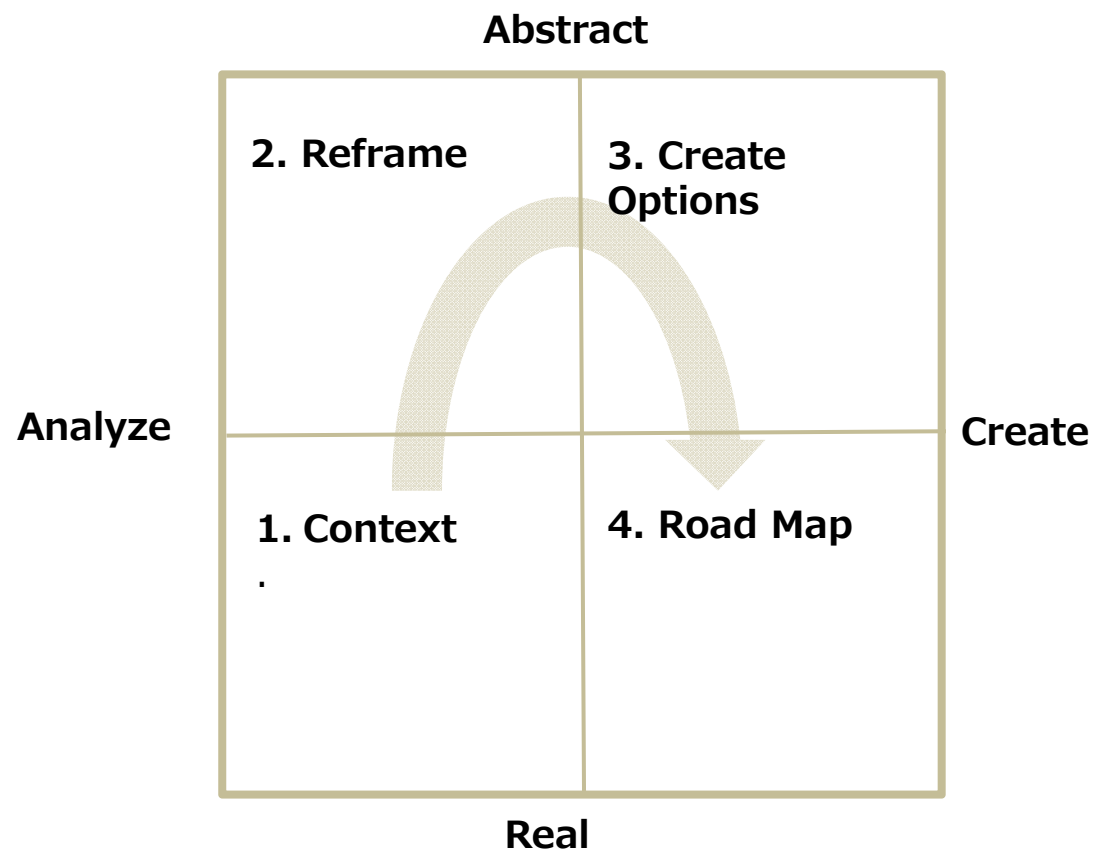 Abstract
2. Reframe
3. Create
Options
Analyze
Create
1. Context
.
4. Road Map
Real